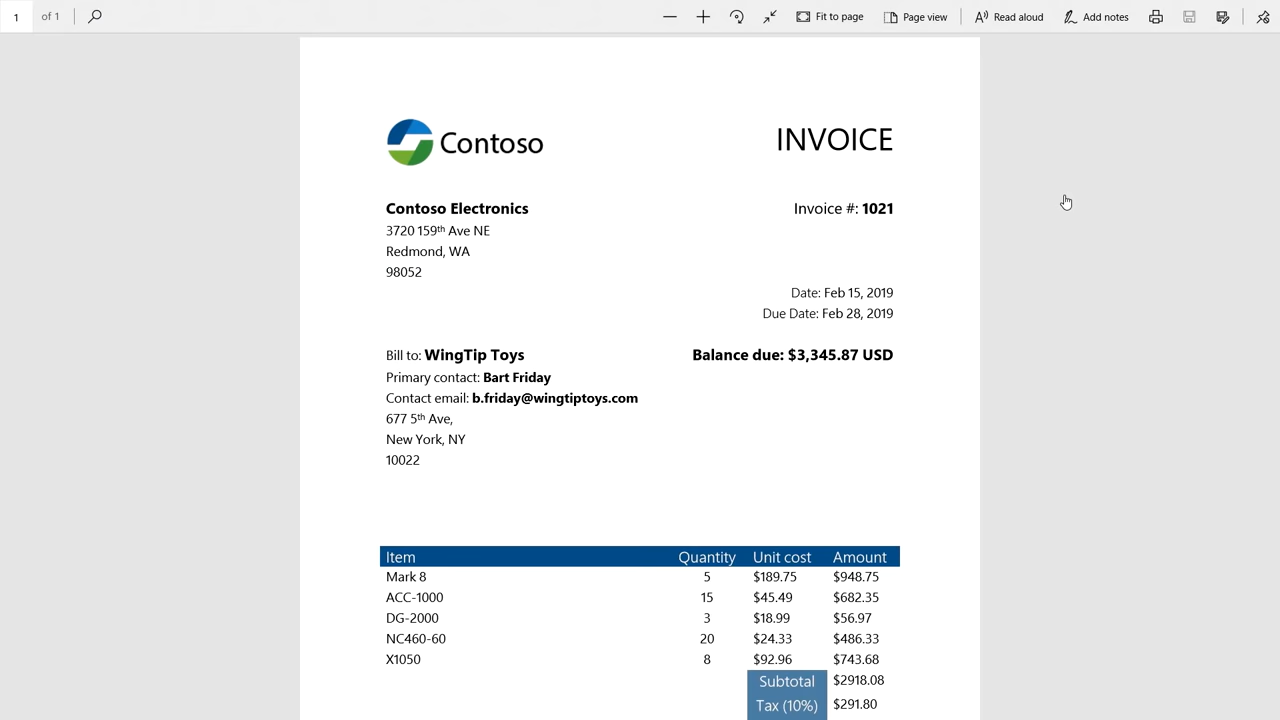 1 of 1 Fit to page Page view Read aloud Add notes
Contoso INVOICE
Contoso Electronics Invoice #: 1021
3720 159th Ave NE
Redmond, WA
98052
Date: Feb 15, 2019
Due Date: Feb 28, 2019
Bill to: WingTip Toys Balance due: $3,345.87 USD
Primary contact: Bart Friday
Contact email: b.friday@wingtiptoys.com
677 5th Ave,
New York, NY
10022
Item Quantity Unit cost Amount
Mark 8 5 $189.75 $948.75
ACC-1000 15 $45.49 $682.35
DG-2000 3 $18.99 $56.97
NC460-60 20 $24.33 $486.33
X1050 8 $92.96 $743.68
Subtotal $2918.08
Tax (10%) $291.80